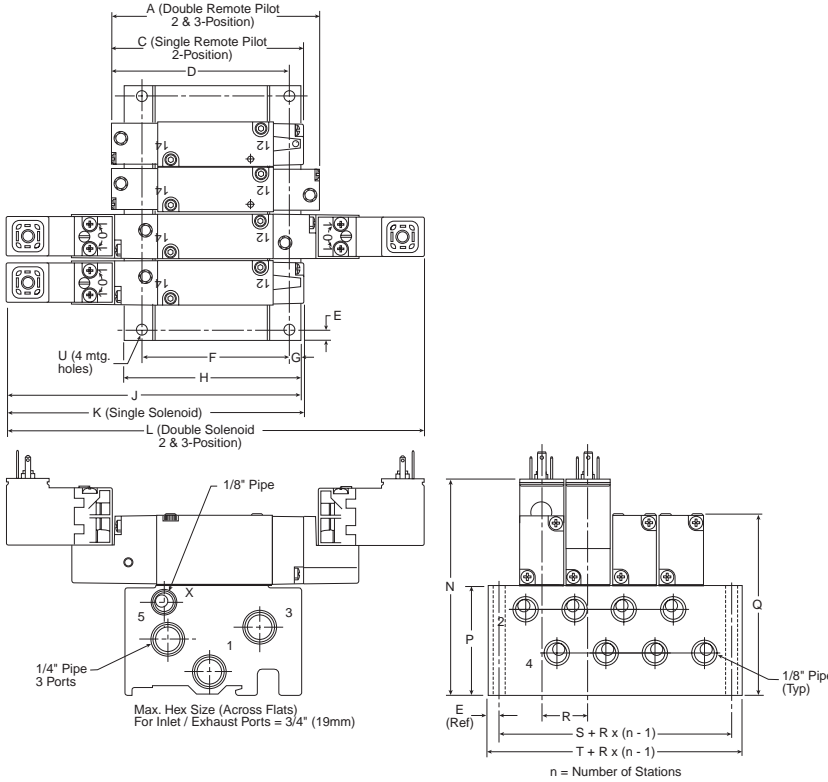 A (Double Remote Pilot
2 & 3-Position)
C (Single Remote Pilot
2-Position)
D
14
12
14
12
14
12
14
12
E
U (4 mtg.
holes)
F
G
H
J
K (Single Solenoid)
L (Double Solenoid
2 & 3-Position)
1/8" Pipe
X
5
3
1
1/4" Pipe
3 Ports
Max. Hex Size (Across Flats)
For Inlet / Exhaust Ports = 3/4" (19mm)
N
P
Q
2
4
1/8" Pipe
(Typ)
E
(Ref)
R
S + R x (n - 1)
T + R x (n - 1)
n = Number of Stations